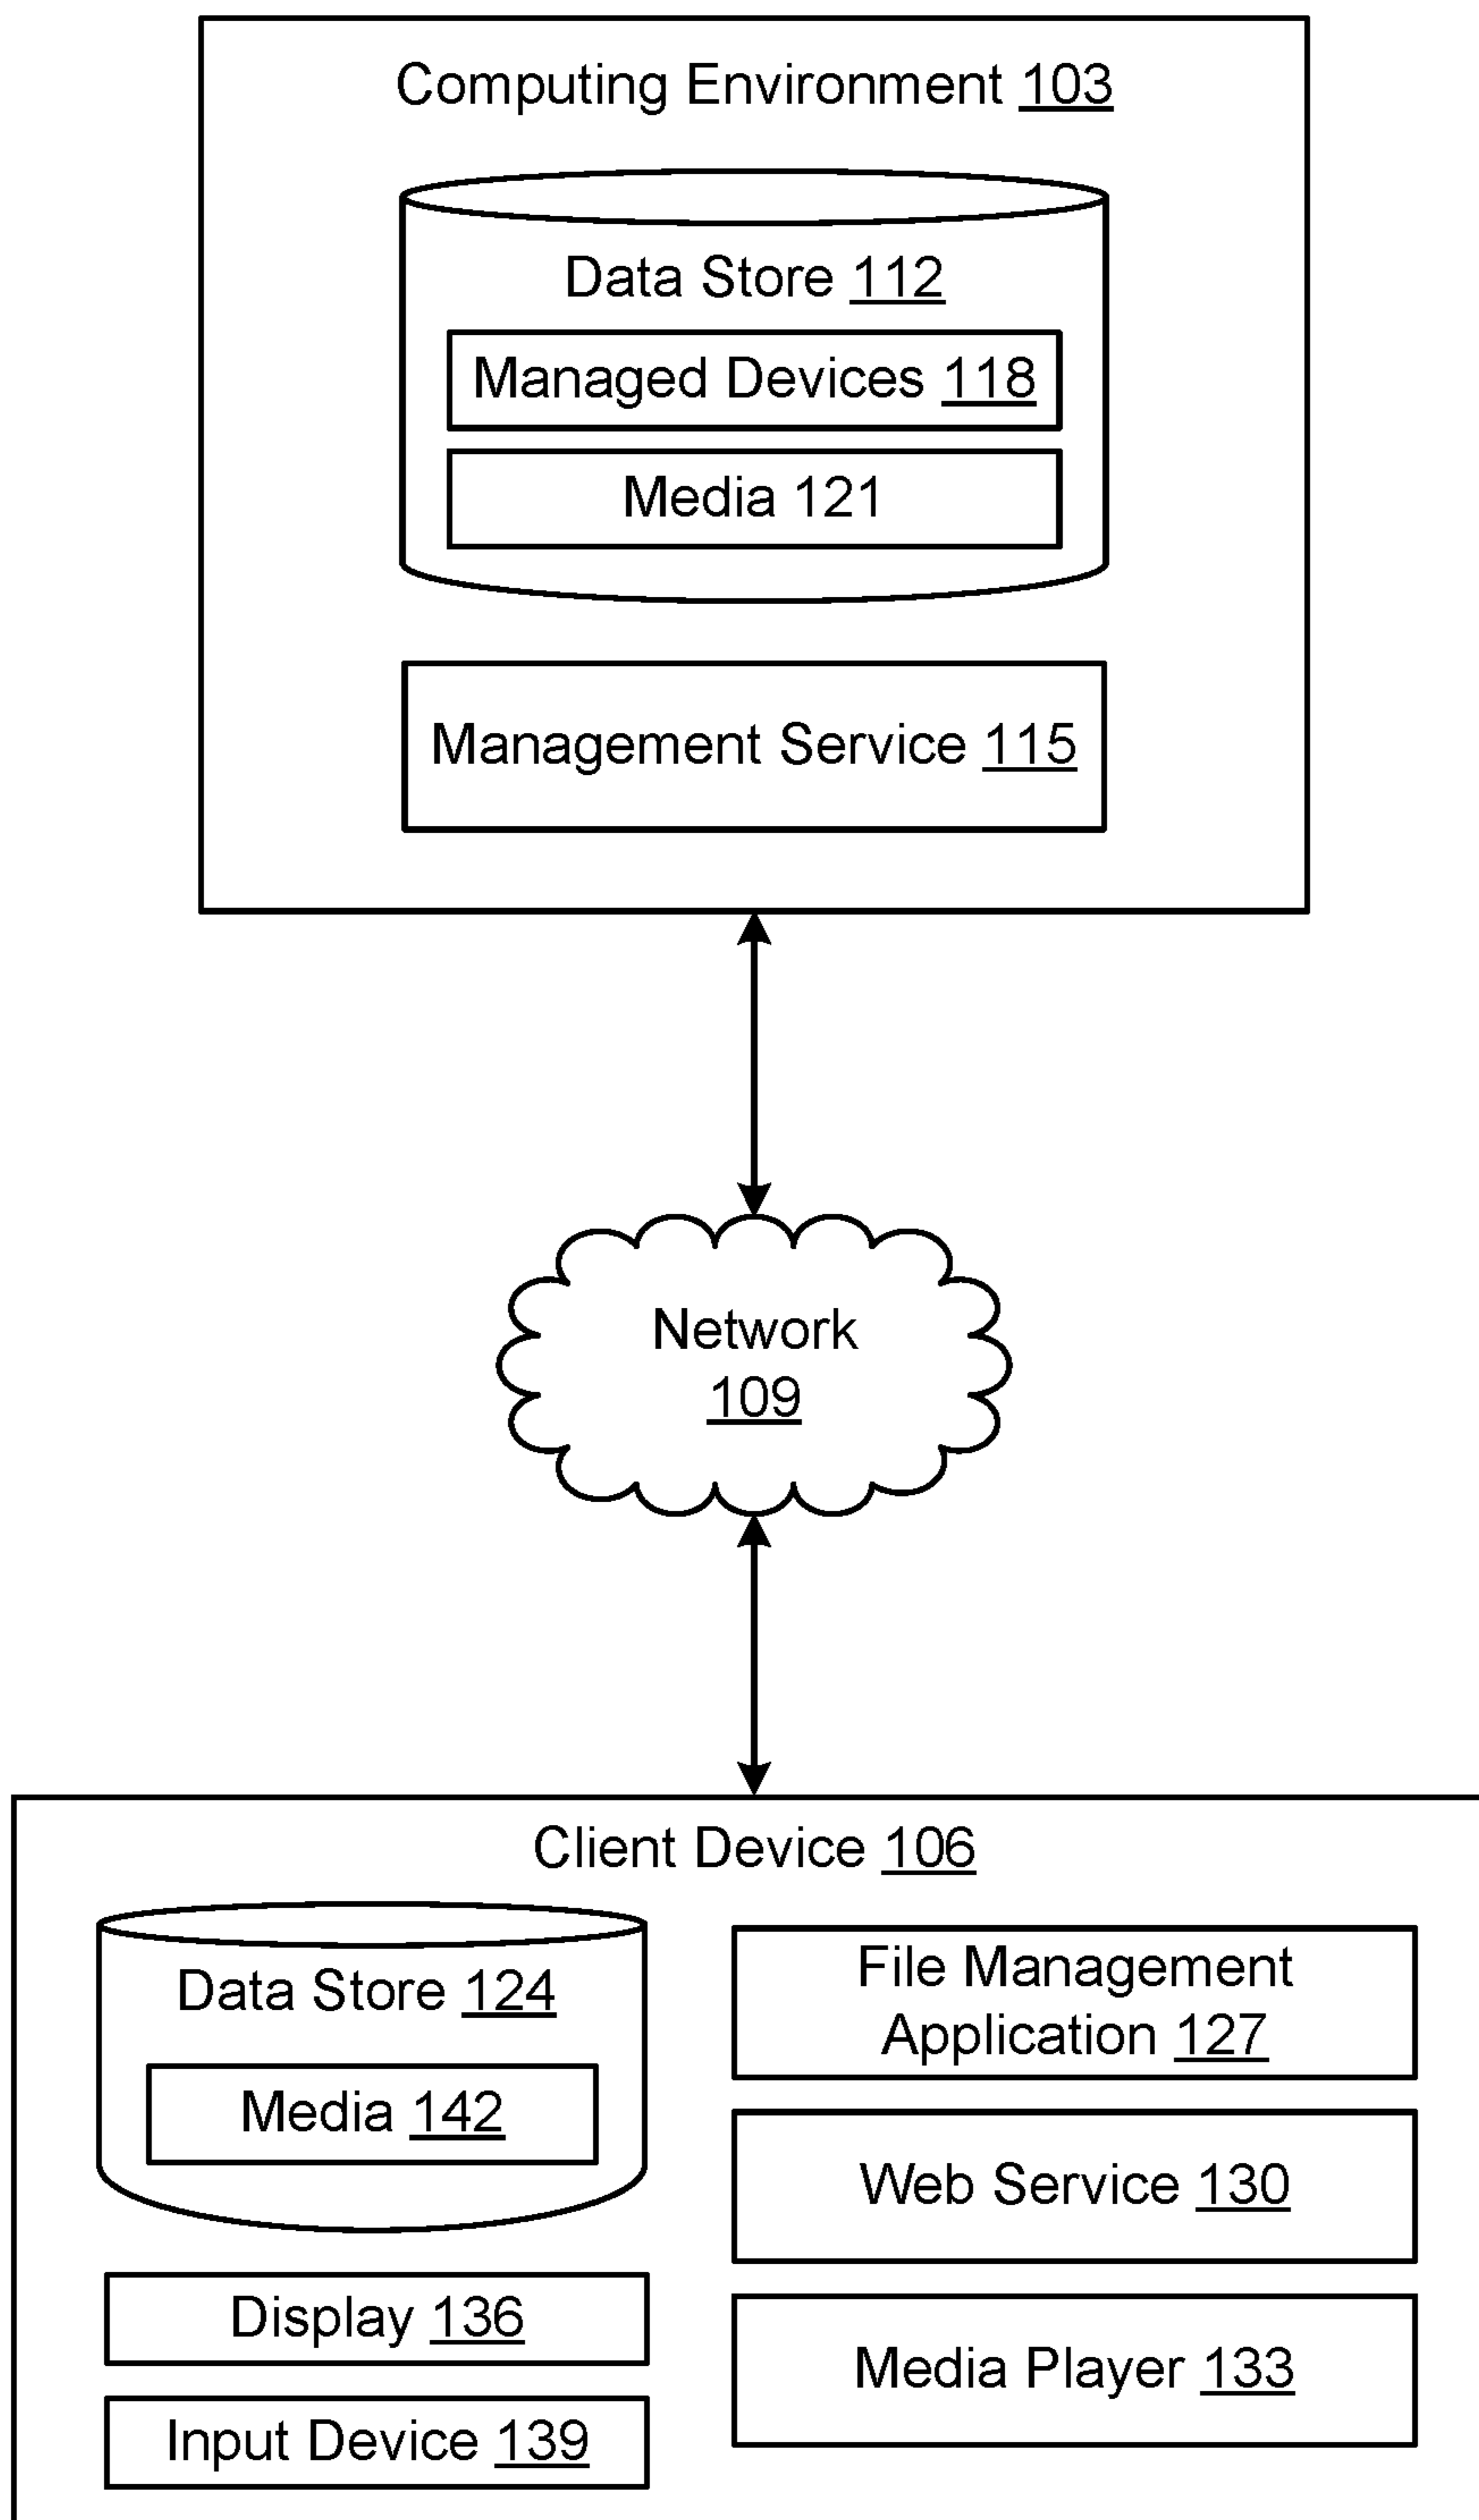 Computing Environment 103
Data Store 112
Managed Devices 118
Media 121
Management Service 115
Network
109
Client Device 106
Data Store 124
Media 142
Display 136
Input Device 139
File Management
Application 127
Web Service 130
Media Player 133